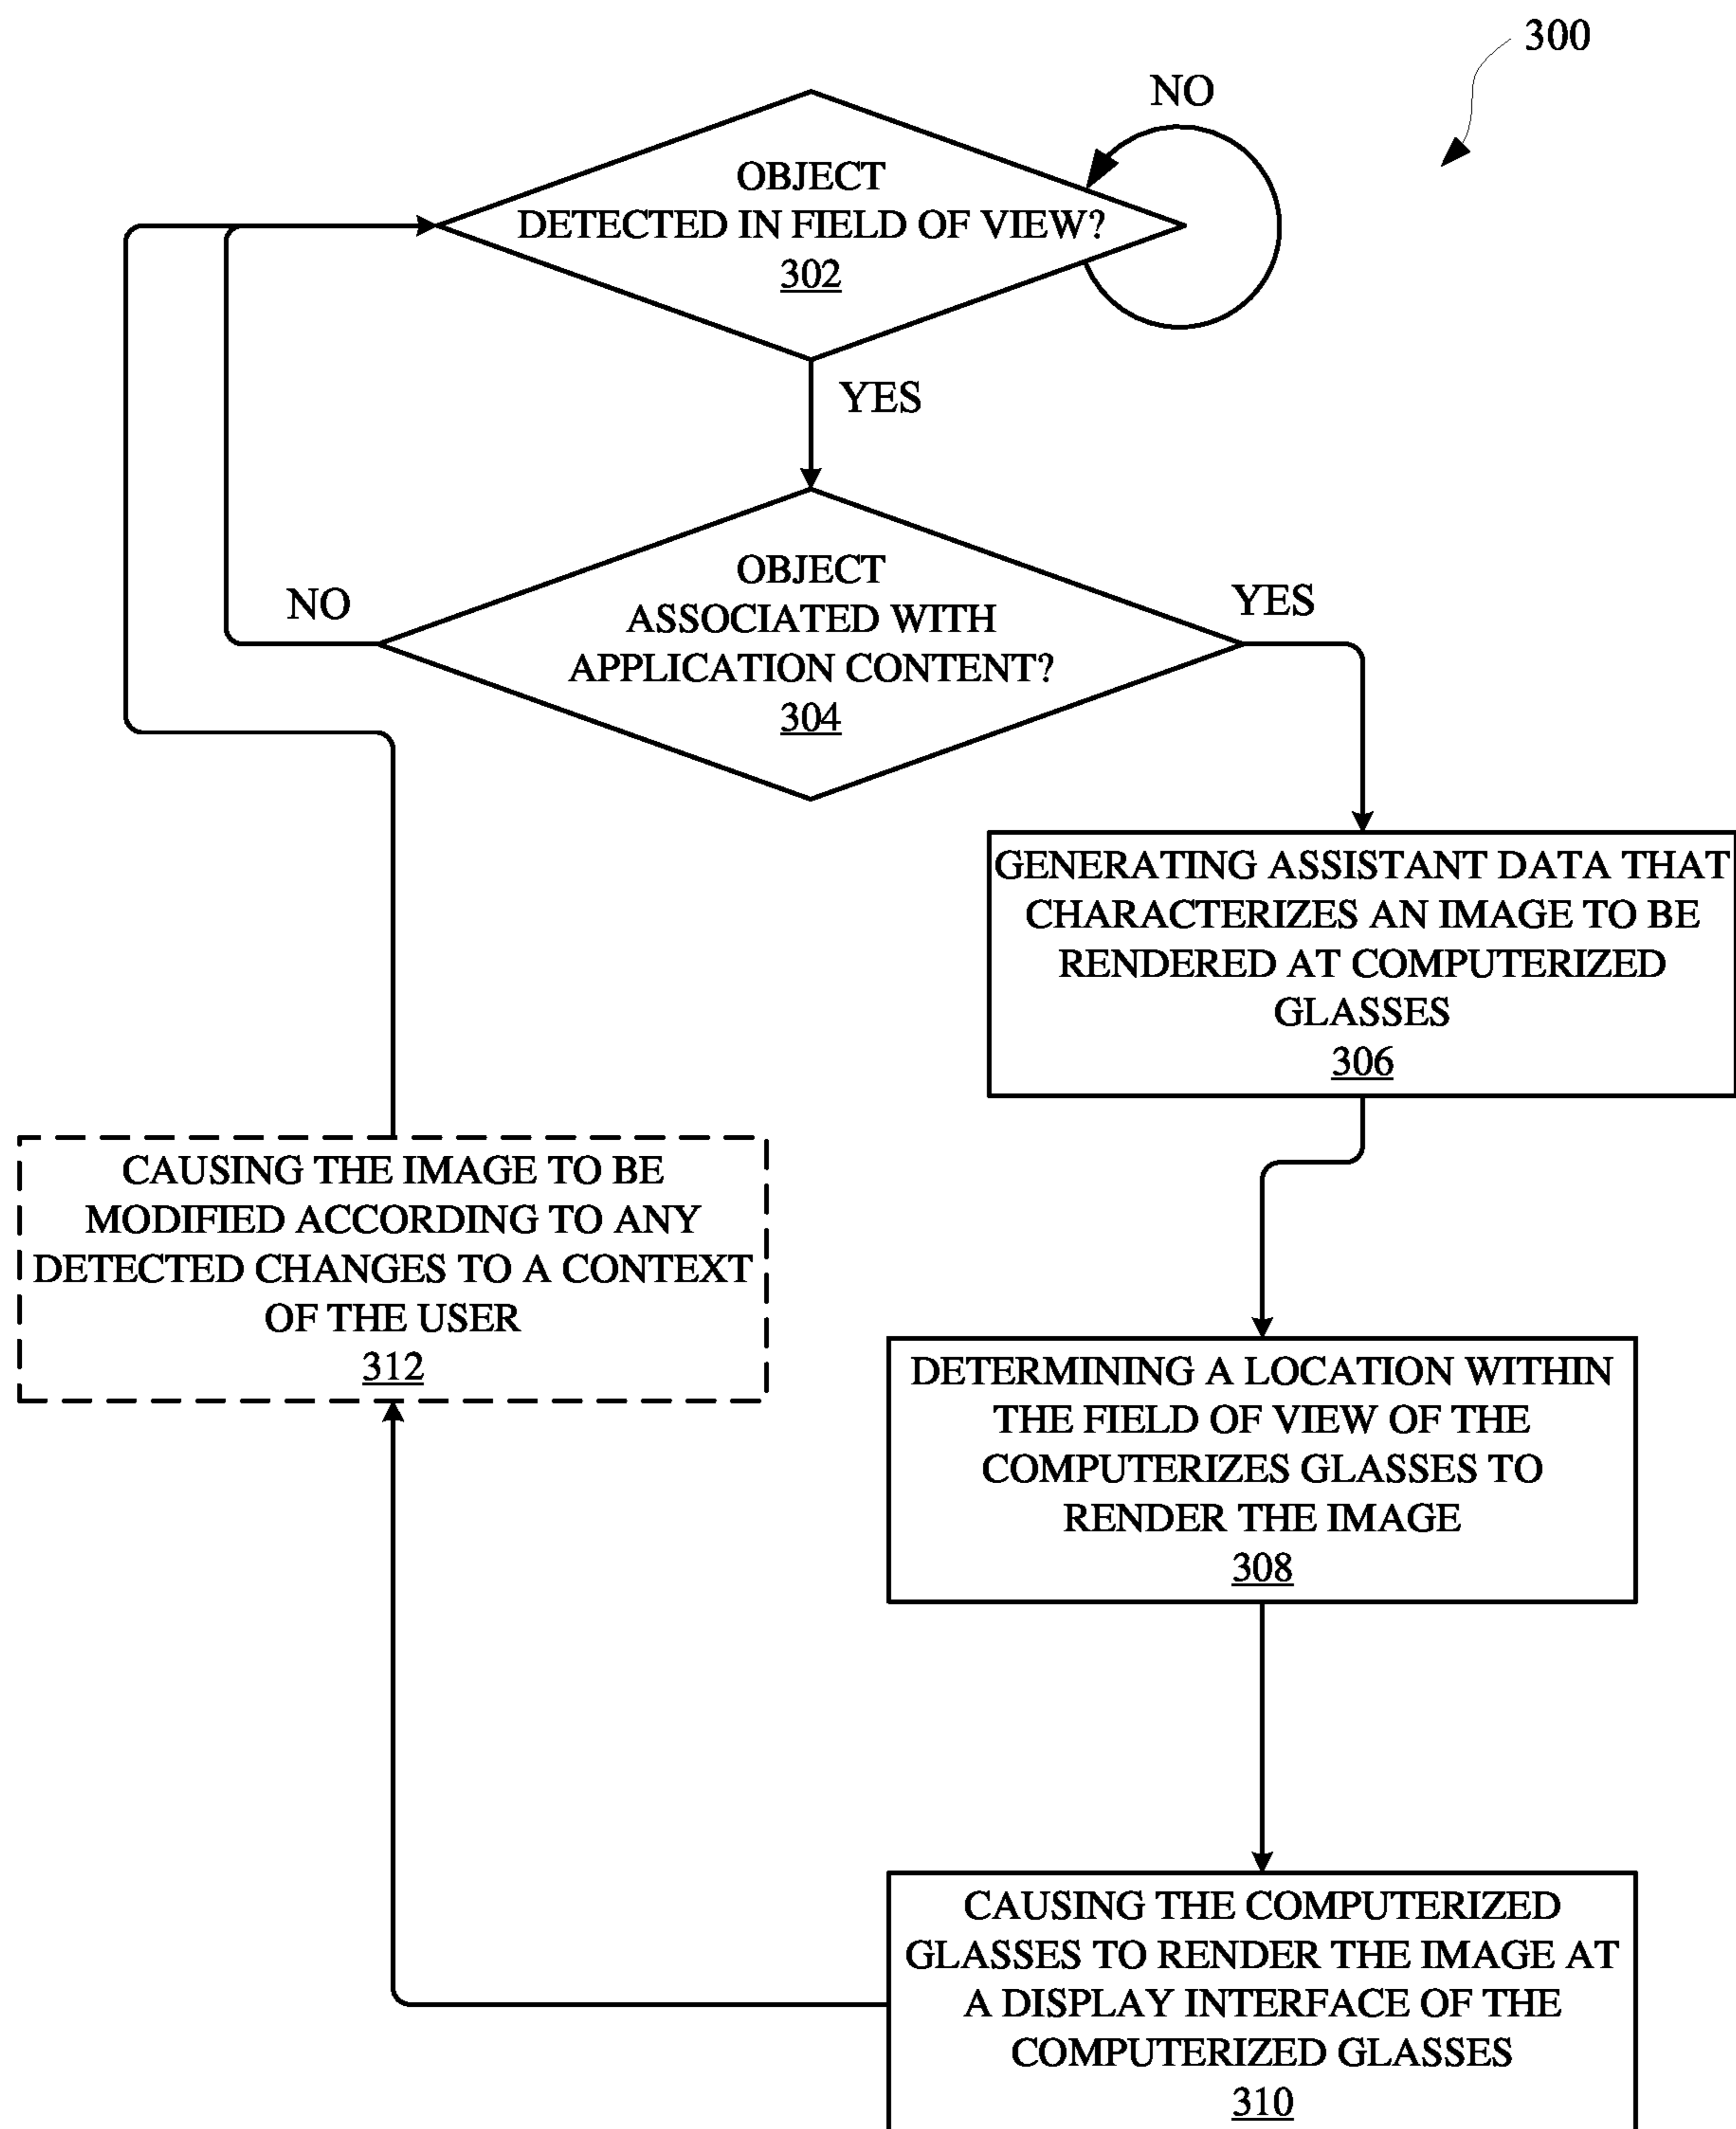 300
NO
OBJECT
DETECTED IN FIELD OF VIEW?
302
YES
OBJECT
ASSOCIATED WITH
APPLICATION CONTENT?
304
NO
YES
GENERATING ASSISTANT DATA THAT
CHARACTERIZES AN IMAGE TO BE
RENDERED AT COMPUTERIZED
GLASSES
306
CAUSING THE IMAGE TO BE
MODIFIED ACCORDING TO ANY
DETECTED CHANGES TO A CONTEXT
OF THE USER
312
DETERMINING A LOCATION WITHIN
THE FIELD OF VIEW OF THE
COMPUTERIZES GLASSES TO
RENDER THE IMAGE
308
CAUSING THE COMPUTERIZED
GLASSES TO RENDER THE IMAGE AT
A DISPLAY INTERFACE OF THE
COMPUTERIZED GLASSES
310